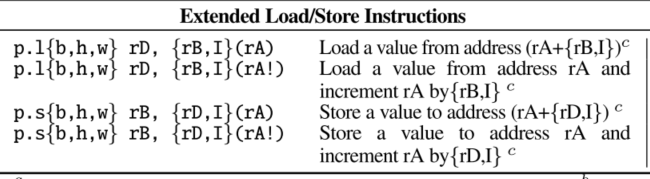 Extended Load/Store Instructions
p.l{b,h,w} rD, {rB,I}(rA) Load a value from address (rA+{rB,I})c
p.l{b,h,w} rD, {rB,I}(rA!) Load a value from address rA and
increment rA by{rB,I} c
p.s{b,h,w} rB, {rD,I}(rA) Store a value to address (rA+{rD,I}) c
p.s{b,h,w} rB, {rD,I}(rA!) Store a value to address rA and
increment rA by{rD,I} c